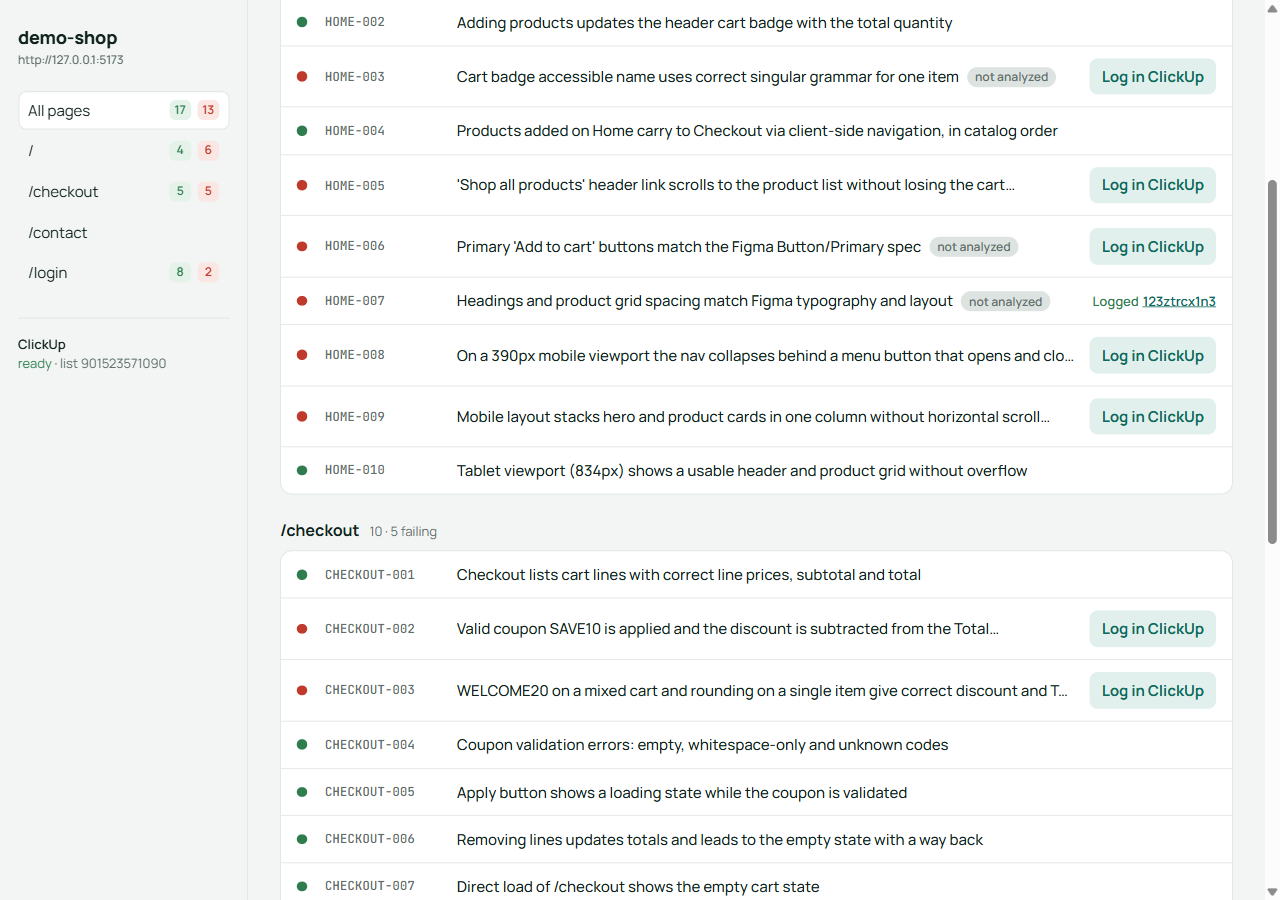 demo-shop
http://127.0.0.1:5173
All pages 17 13
/ 4 6
/checkout 5 5
/contact
/login 8 2
ClickUp
ready · list 901523571090
HOME-002 Adding products updates the header cart badge with the total quantity
HOME-003 Cart badge accessible name uses correct singular grammar for one item not analyzed Log in ClickUp
HOME-004 Products added on Home carry to Checkout via client-side navigation, in catalog order
HOME-005 'Shop all products' header link scrolls to the product list without losing the cart… Log in ClickUp
HOME-006 Primary 'Add to cart' buttons match the Figma Button/Primary spec not analyzed Log in ClickUp
HOME-007 Headings and product grid spacing match Figma typography and layout not analyzed Logged 123ztrcx1n3
HOME-008 On a 390px mobile viewport the nav collapses behind a menu button that opens and clo… Log in ClickUp
HOME-009 Mobile layout stacks hero and product cards in one column without horizontal scroll… Log in ClickUp
HOME-010 Tablet viewport (834px) shows a usable header and product grid without overflow
/checkout 10 · 5 failing
CHECKOUT-001 Checkout lists cart lines with correct line prices, subtotal and total
CHECKOUT-002 Valid coupon SAVE10 is applied and the discount is subtracted from the Total… Log in ClickUp
CHECKOUT-003 WELCOME20 on a mixed cart and rounding on a single item give correct discount and T… Log in ClickUp
CHECKOUT-004 Coupon validation errors: empty, whitespace-only and unknown codes
CHECKOUT-005 Apply button shows a loading state while the coupon is validated
CHECKOUT-006 Removing lines updates totals and leads to the empty state with a way back
CHECKOUT-007 Direct load of /checkout shows the empty cart state